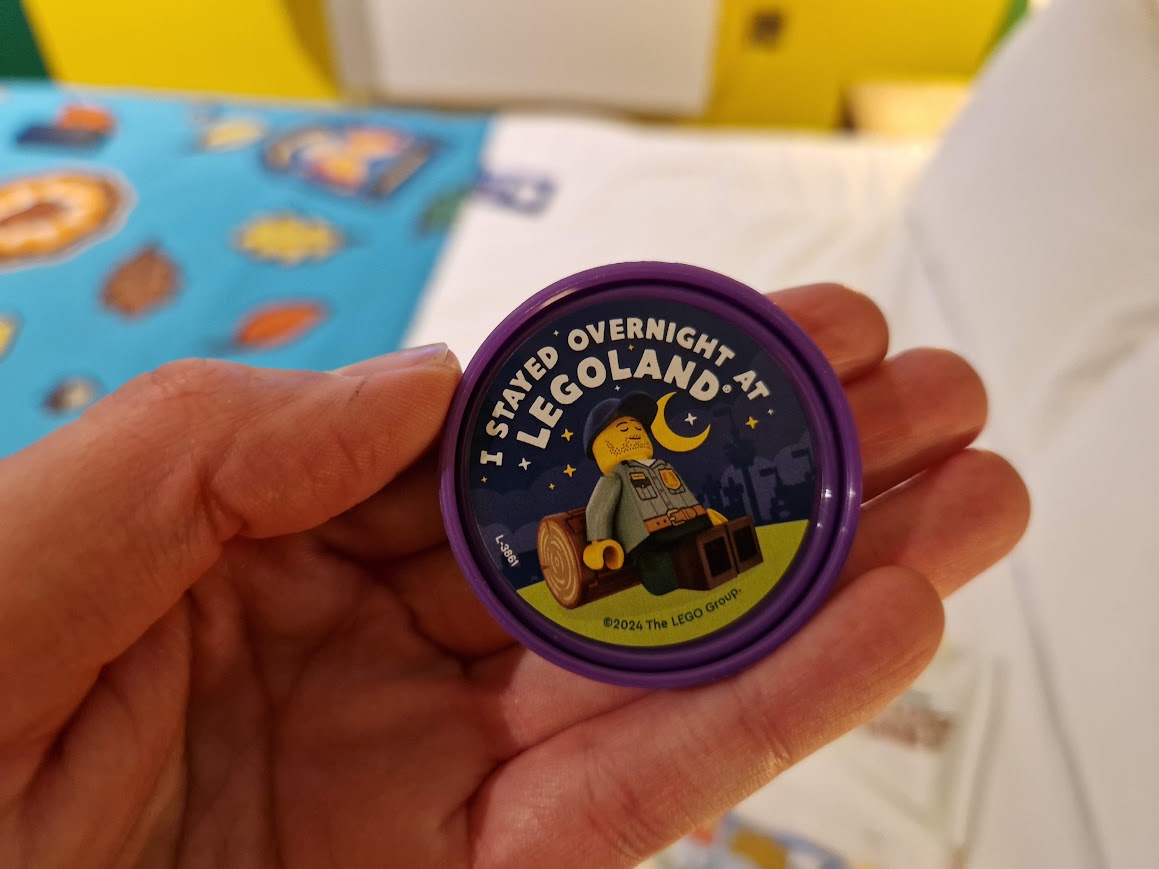 I STAYED OVERNIGHT AT
LEGOLAND®
L-3861
©2024 The LEGO Group.